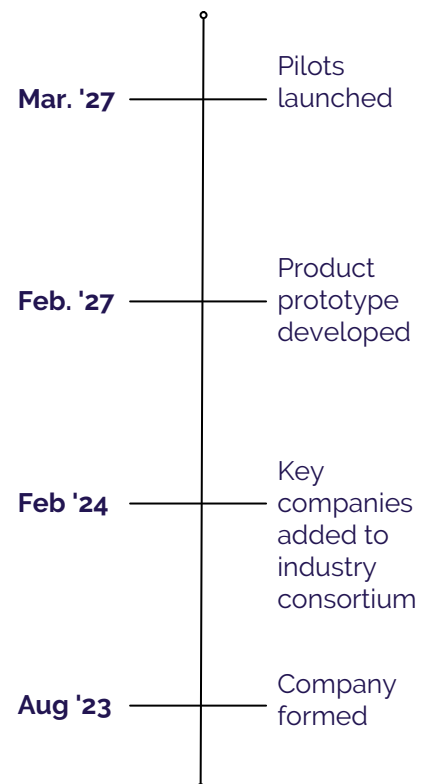 Mar. '27
Pilots
launched
Feb. '27
Product
prototype
developed
Feb '24
Key
companies
added to
industry
consortium
Aug '23
Company
formed